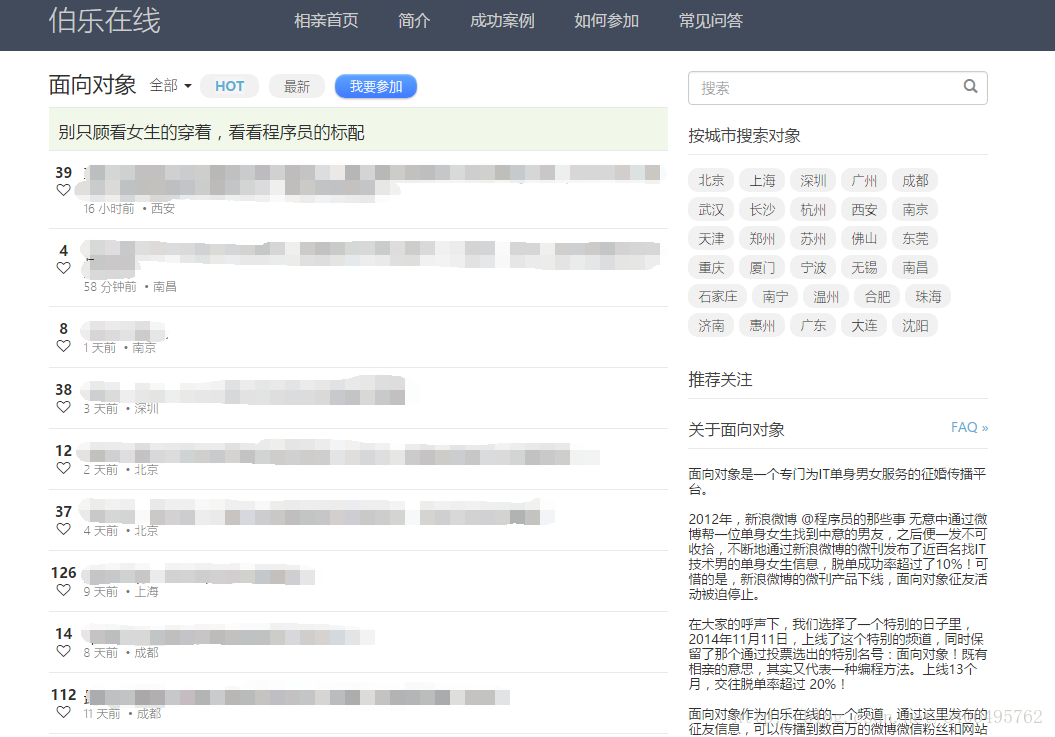 伯乐在线
相亲首页 简介 成功案例 如何参加 常见问答
面向对象 全部 HOT 最新 我要参加
别只顾看女生的穿着，看看程序员的标配
39
16 小时前 • 西安
4
58 分钟前 • 南昌
8
1 天前 • 南京
38
3 天前 • 深圳
12
2 天前 • 北京
37
4 天前 • 北京
126
9 天前 • 上海
14
8 天前 • 成都
112
11 天前 • 成都
搜索
按城市搜索对象
北京 上海 深圳 广州 成都
武汉 长沙 杭州 西安 南京
天津 郑州 苏州 佛山 东莞
重庆 厦门 宁波 无锡 南昌
石家庄 南宁 温州 合肥 珠海
济南 惠州 广东 大连 沈阳
推荐关注
关于面向对象 FAQ »
面向对象是一个专门为IT单身男女服务的征婚传播平
台。
2012年，新浪微博 @程序员的那些事 无意中通过微
博帮一位单身女生找到中意的男友，之后便一发不可
收拾，不断地通过新浪微博的微刊发布了近百名找IT
技术男的单身女生信息，脱单成功率超过了10%！可
惜的是，新浪微博的微刊产品下线，面向对象征友活
动被迫停止。
在大家的呼声下，我们选择了一个特别的日子里，
2014年11月11日，上线了这个特别的频道，同时保
留了那个通过投票选出的特别名号：面向对象！既有
相亲的意思，其实又代表一种编程方法。上线13个
月，交往脱单率超过 20%！
面向对象作为伯乐在线的一个频道，通过这里发布的
征友信息，可以传播到数百万的微博微信粉丝和网站
495762